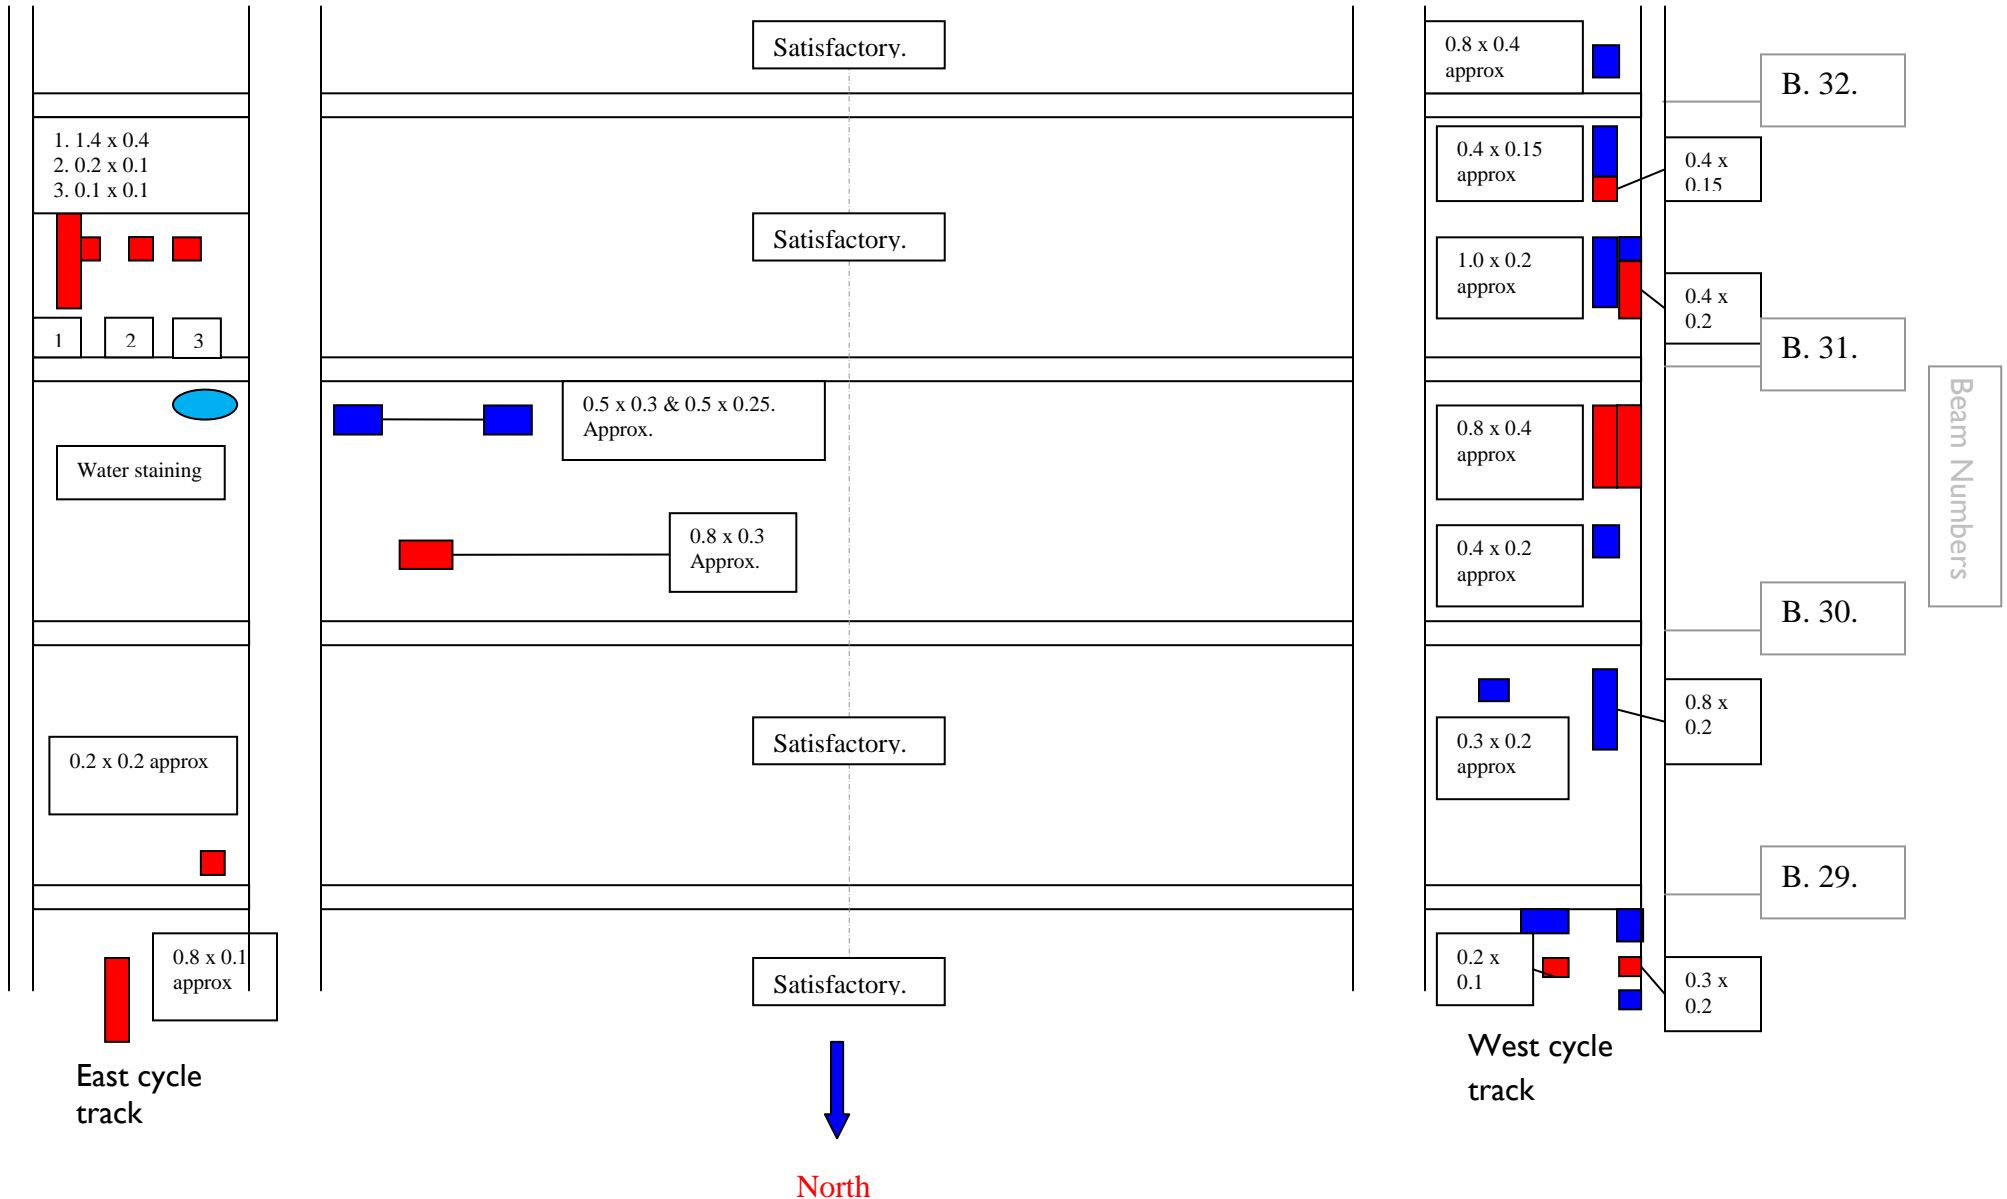 Satisfactory.
0.8 x 0.4
approx
B. 32.
1. 1.4 x 0.4
2. 0.2 x 0.1
3. 0.1 x 0.1
0.4 x 0.15
approx
0.4 x
0.15
Satisfactory.
1.0 x 0.2
approx
0.4 x
0.2
1
2
3
B. 31.
0.5 x 0.3 & 0.5 x 0.25.
Approx.
0.8 x 0.4
approx
Beam Numbers
Water staining
0.8 x 0.3
Approx.
0.4 x 0.2
approx
B. 30.
0.2 x 0.2 approx
Satisfactory.
0.3 x 0.2
approx
0.8 x
0.2
B. 29.
0.8 x 0.1
approx
Satisfactory.
0.2 x
0.1
0.3 x
0.2
East cycle
track
West cycle
track
North